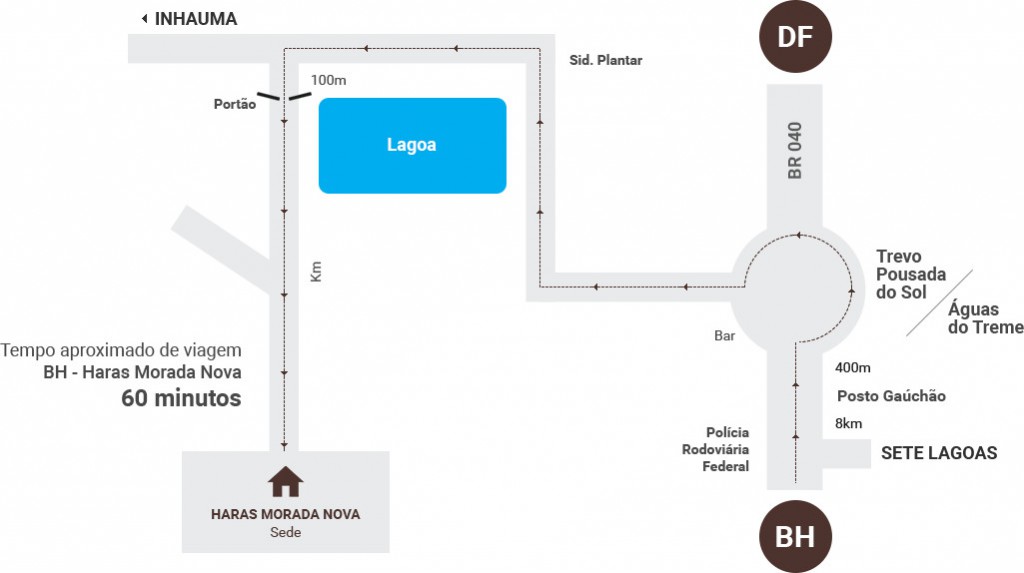 INHAUMA
DF
Sid. Plantar
100m
Portão
Lagoa
BR 040
Trevo
Pousada
do Sol
Águas
do Treme
Km
Bar
Tempo aproximado de viagem
BH - Haras Morada Nova
60 minutos
400m
Posto Gaúchão
8km
Polícia
Rodoviária
Federal
SETE LAGOAS
HARAS MORADA NOVA
Sede
BH